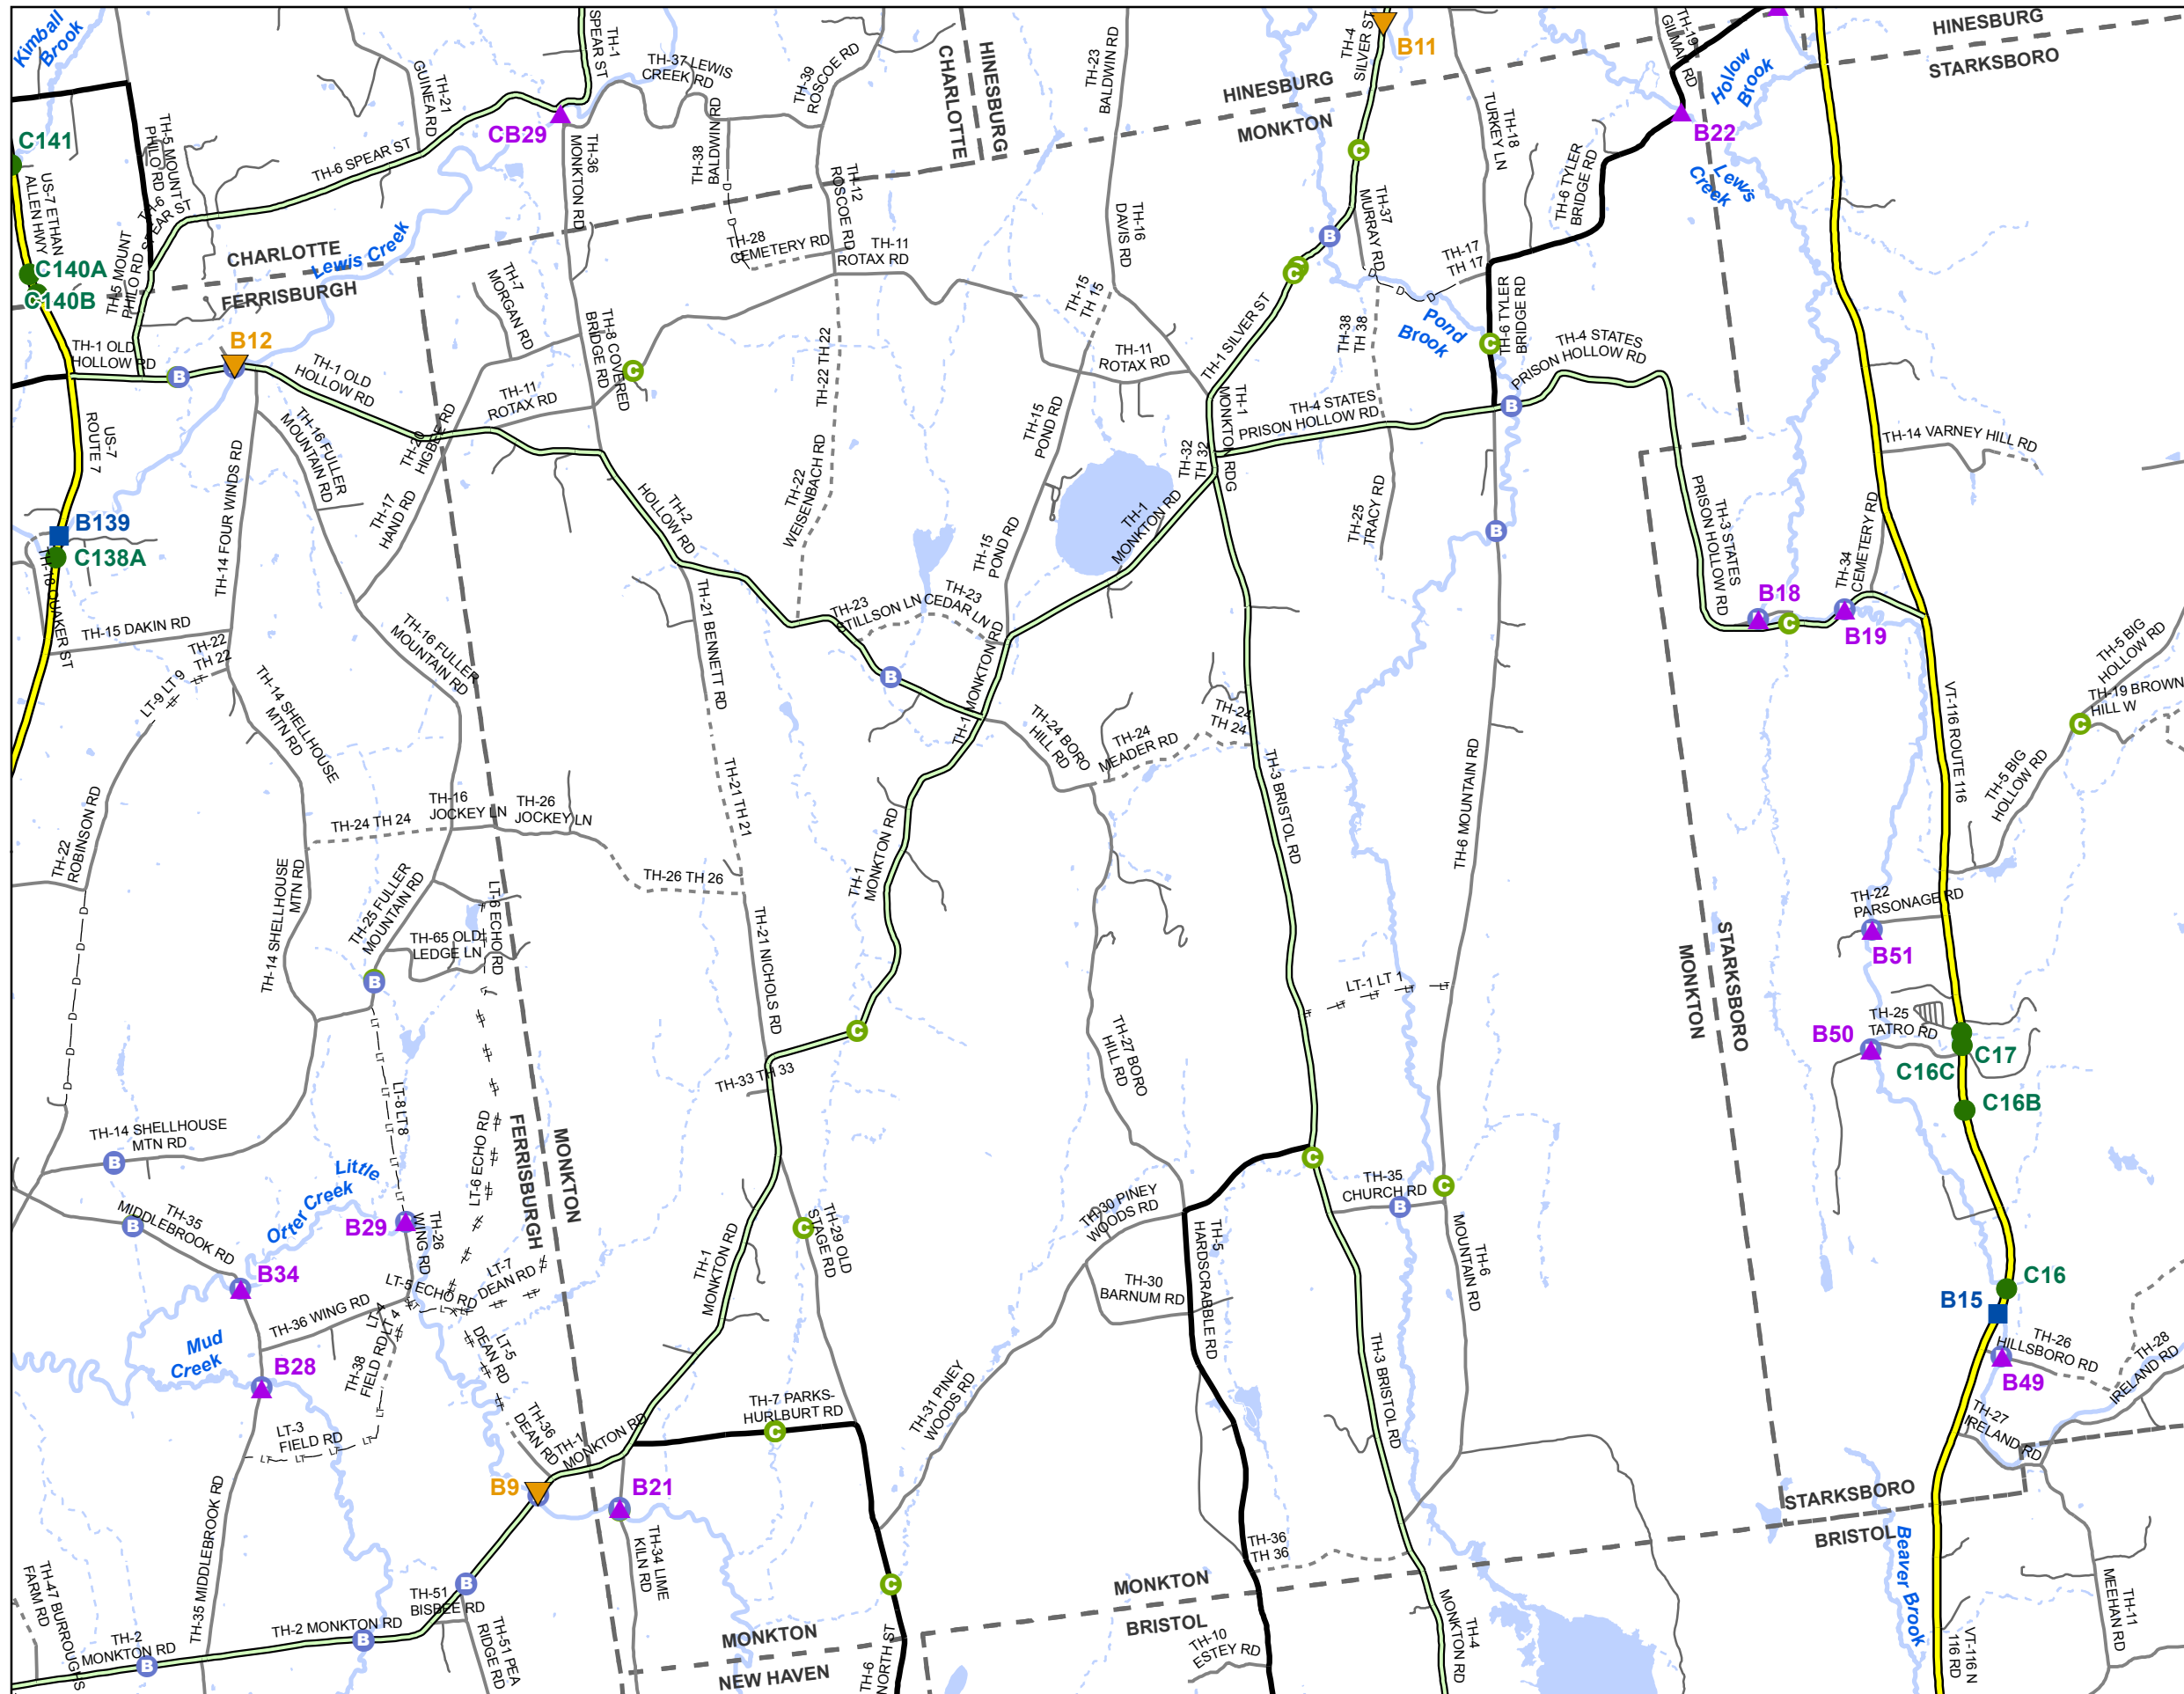 Kimball
Brook
C141
US-7 ETHAN
ALLEN HWY
C140A
C140B
TH-5 MOUNT
PHILO RD
TH-6
SPEAR ST
TH-5 MOUNT
PHILO RD
TH-6 SPEAR ST
TH-21
GUINEA RD
TH-1
SPEAR ST
TH-37 LEWIS
CREEK RD
CB29
TH-36
MONKTON RD
TH-38
BALDWIN RD
TH-39
ROSCOE RD
TH-12
ROSCOE RD
CHARLOTTE
HINESBURG
TH-23
BALDWIN RD
HINESBURG
MONKTON
TH-4
SILVER ST
B11
TH-19
GILMAN RD
Hollow
Brook
HINESBURG
STARKSBORO
B22
Lewis
Creek
TH-18
TURKEY LN
TH-6 TYLER
BRIDGE RD
TH-37
MURRAY RD
TH-17
TH 17
TH-6 TYLER
BRIDGE RD
Pond
Brook
TH-38
TH 38
TH-16
DAVIS RD
TH-15
TH 15
TH-28
CEMETERY RD
TH-11
ROTAX RD
CHARLOTTE
FERRISBURGH
Lewis Creek
TH-7
MORGAN RD
TH-8 COVERED
BRIDGE RD
TH-1 OLD
HOLLOW RD
B12
TH-1 OLD
HOLLOW RD
TH-11
ROTAX RD
TH-22 TH 22
TH-11
ROTAX RD
TH-1 SILVER ST
TH-1
MONKTON RDG
TH-4 STATES
PRISON HOLLOW RD
TH-4 STATES
PRISON HOLLOW RD
TH-14 VARNEY HILL RD
US-7
ROUTE 7
TH-14 FOUR WINDS RD
TH-16 FULLER
MOUNTAIN RD
TH-20
HIGBEE RD
TH-17
HAND RD
TH-2
HOLLOW RD
TH-22
WEISENBACH RD
TH-15
POND RD
TH-15
POND RD
TH-32
TH 32
TH-1
MONKTON RD
TH-25
TRACY RD
TH-3 STATES
PRISON HOLLOW RD
TH-34
CEMETERY RD
B18
B19
B139
C138A
TH-18 QUAKER ST
TH-15 DAKIN RD
TH-22
TH 22
LT-9 LT 9
TH-14 SHELLHOUSE
MTN RD
TH-16 FULLER
MOUNTAIN RD
TH-21 BENNETT RD
TH-23
STILLSON LN
TH-23
CEDAR LN
TH-1 MONKTON RD
TH-24 BORO
HILL RD
TH-24
MEADER RD
TH-24
TH 24
TH-3 BRISTOL RD
TH-6 MOUNTAIN RD
VT-116 ROUTE 116
TH-5 BIG
HOLLOW RD
TH-19 BROWN
HILL W
TH-5 BIG
HOLLOW RD
TH-22
ROBINSON RD
TH-24 TH 24
TH-16
JOCKEY LN
TH-26
JOCKEY LN
TH-21 TH 21
TH-26 TH 26
TH-14 SHELLHOUSE
MTN RD
TH-25 FULLER
MOUNTAIN RD
TH-65 OLD
LEDGE LN
LT-6 ECHO RD
TH-1
MONKTON RD
TH-21 NICHOLS RD
TH-33 TH 33
TH-22
PARSONAGE RD
B51
STARKSBORO
MONKTON
LT-1 LT 1
TH-27 BORO
HILL RD
TH-25
TATRO RD
B50
C17
C16C
C16B
TH-14 SHELLHOUSE
MTN RD
LT-8 LT8
LT-6 ECHO RD
FERRISBURGH
MONKTON
Little
Otter Creek
TH-35
MIDDLEBROOK RD
B29
TH-26
WING RD
B34
TH-36 WING RD
LT-5 ECHO RD
LT-7
DEAN RD
LT-4
LT 4
TH-38
FIELD RD
LT-5
DEAN RD
Mud
Creek
B28
LT-3
FIELD RD
TH-1
MONKTON RD
TH-29 OLD
STAGE RD
TH-30 PINEY
WOODS RD
TH-30
BARNUM RD
TH-5
HARDSCRABBLE RD
TH-35
CHURCH RD
TH-6
MOUNTAIN RD
TH-3 BRISTOL RD
C16
B15
TH-26
HILLSBORO RD
B49
TH-28
IRELAND RD
TH-27
IRELAND RD
TH-7 PARKS-
HURLBURT RD
TH-31 PINEY
WOODS RD
TH-36
DEAN RD
TH-1
MONKTON RD
B9
B21
TH-34 LIME
KILN RD
TH-35 MIDDLEBROOK RD
TH-47 BURROUGHS
FARM RD
TH-2
MONKTON RD
TH-2 MONKTON RD
TH-51
BISBEE RD
TH-51 PEA
RIDGE RD
MONKTON
NEW HAVEN
TH-6
NORTH ST
MONKTON
BRISTOL
TH-10
ESTEY RD
TH-36
TH 36
TH-4
MONKTON RD
STARKSBORO
BRISTOL
Beaver Brook
VT-116 N
116 RD
TH-11
MEEHAN RD